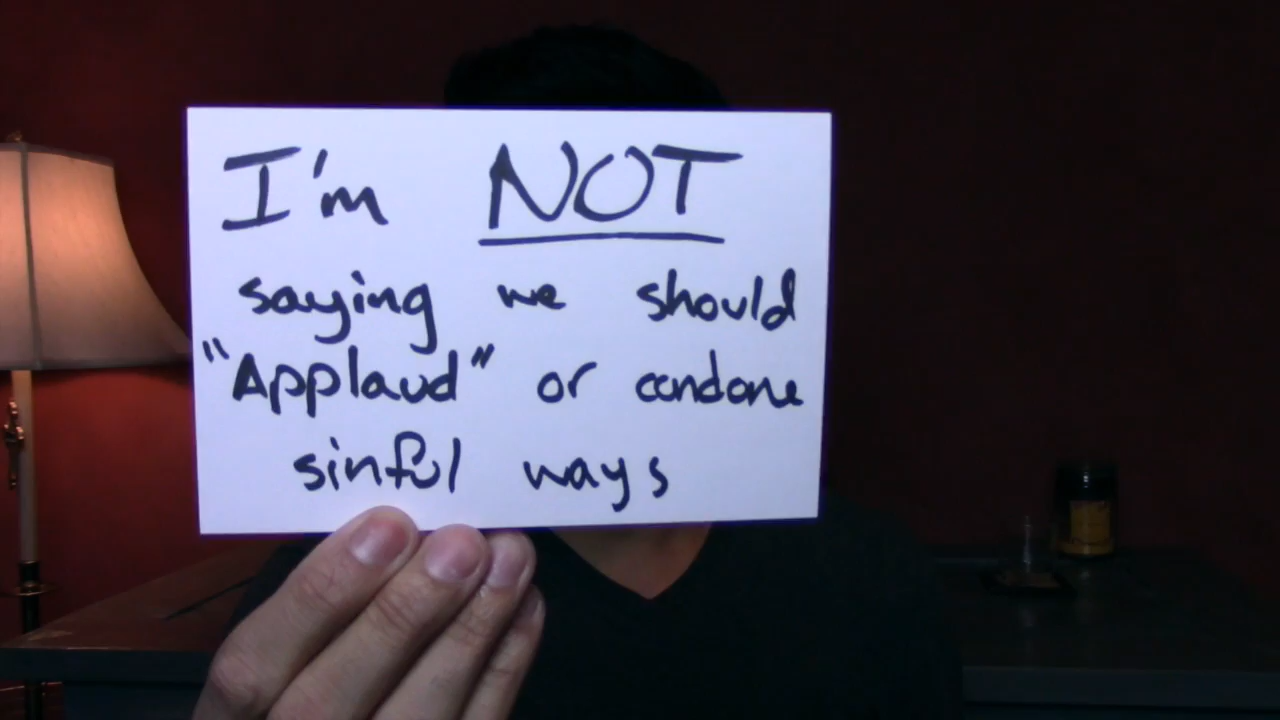 I'm NOT
saying we should
"Applaud" or condone
sinful ways